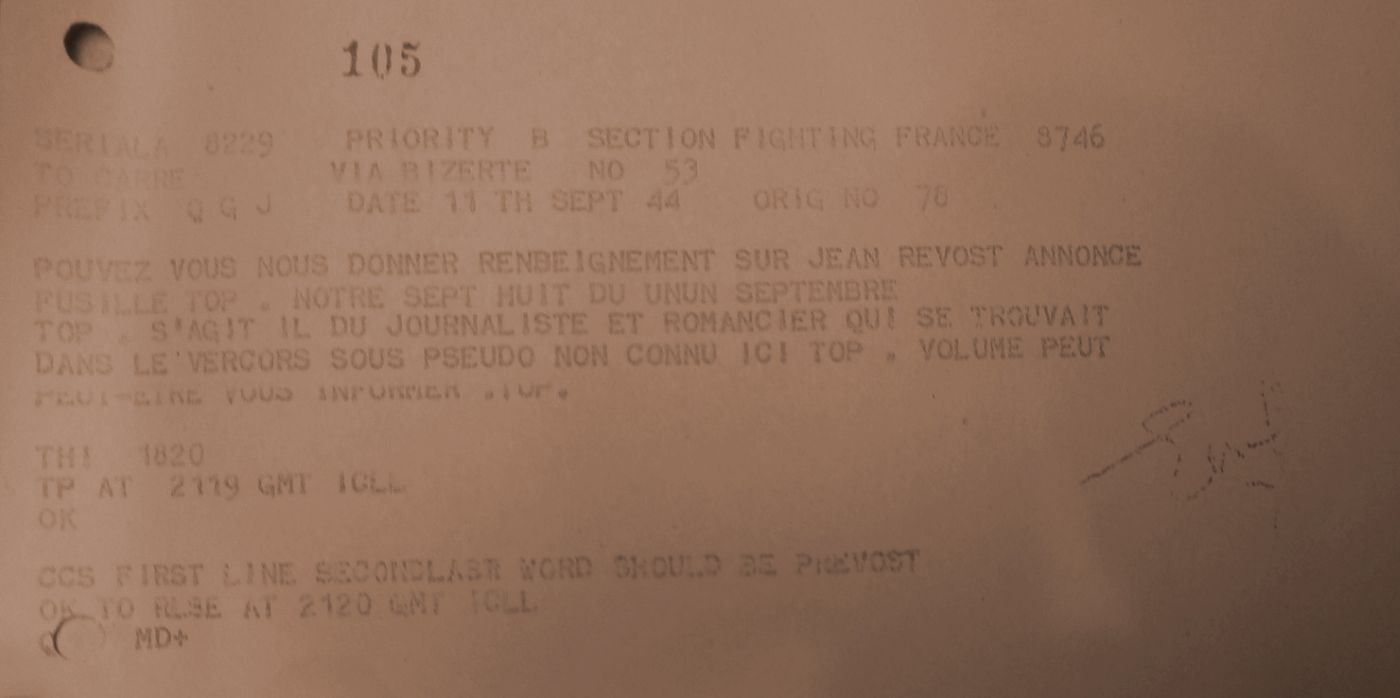 105
SERIALA 8229 PRIORITY B SECTION FIGHTING FRANCE 8746
TO CARRE VIA BIZERTE NO 53
PREFIX Q G J DATE 11 TH SEPT 44 ORIG NO 78
POUVEZ VOUS NOUS DONNER RENBEIGNEMENT SUR JEAN REVOST ANNONCE
FUSILLE TOP . NOTRE SEPT HUIT DU UNUN SEPTEMBRE
TOP . S'AGIT IL DU JOURNALISTE ET ROMANCIER QUI SE TROUVAIT
DANS LE VERCORS SOUS PSEUDO NON CONNU ICI TOP . VOLUME PEUT
PEUT-ETRE VOUS INFORMER .TOP.
THI 1820
TP AT 2119 GMT IGLL
OK
CCS FIRST LINE SECONDLABT WORD SHOULD BE PREVOST
OK TO RLSE AT 2120 GMT IGLL
MD+